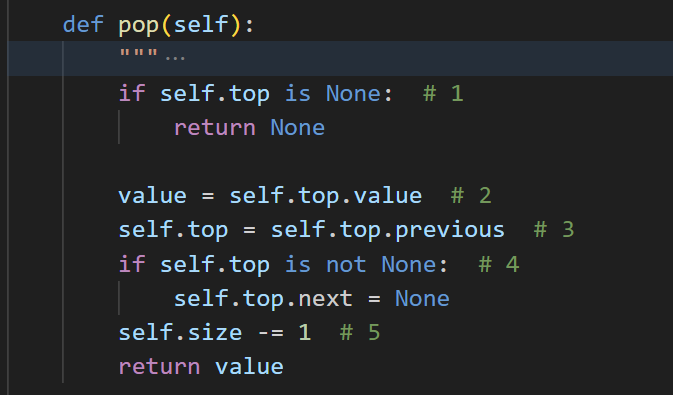 def pop(self):
"""...
if self.top is None:  # 1
return None
value = self.top.value  # 2
self.top = self.top.previous  # 3
if self.top is not None:  # 4
self.top.next = None
self.size -= 1  # 5
return value